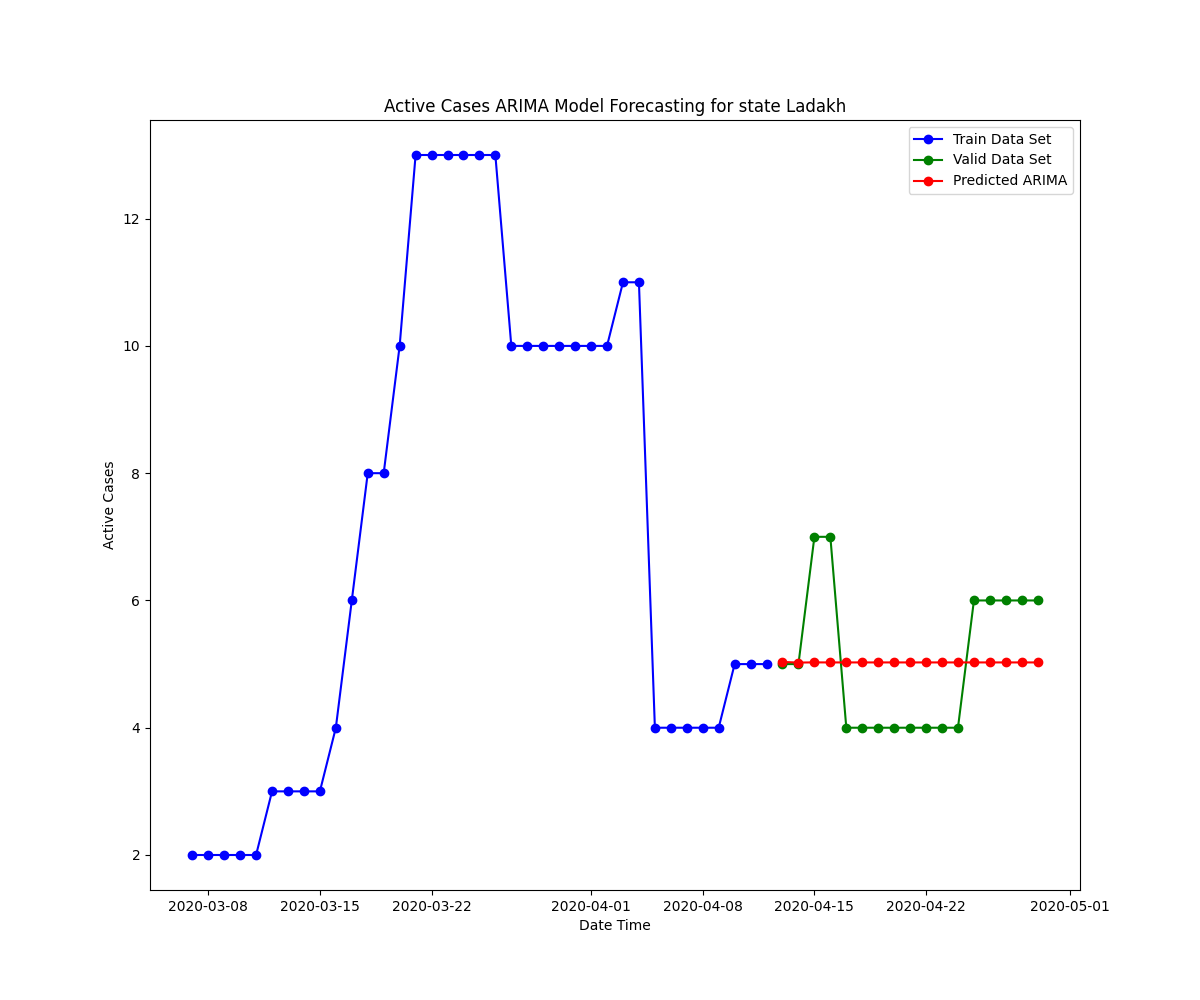 Active Cases ARIMA Model Forecasting for state Ladakh
Train Data Set
Valid Data Set
Predicted ARIMA
Active Cases
12
10
8
6
4
2
2020-03-08 2020-03-15 2020-03-22 2020-04-01 2020-04-08 2020-04-15 2020-04-22 2020-05-01
Date Time